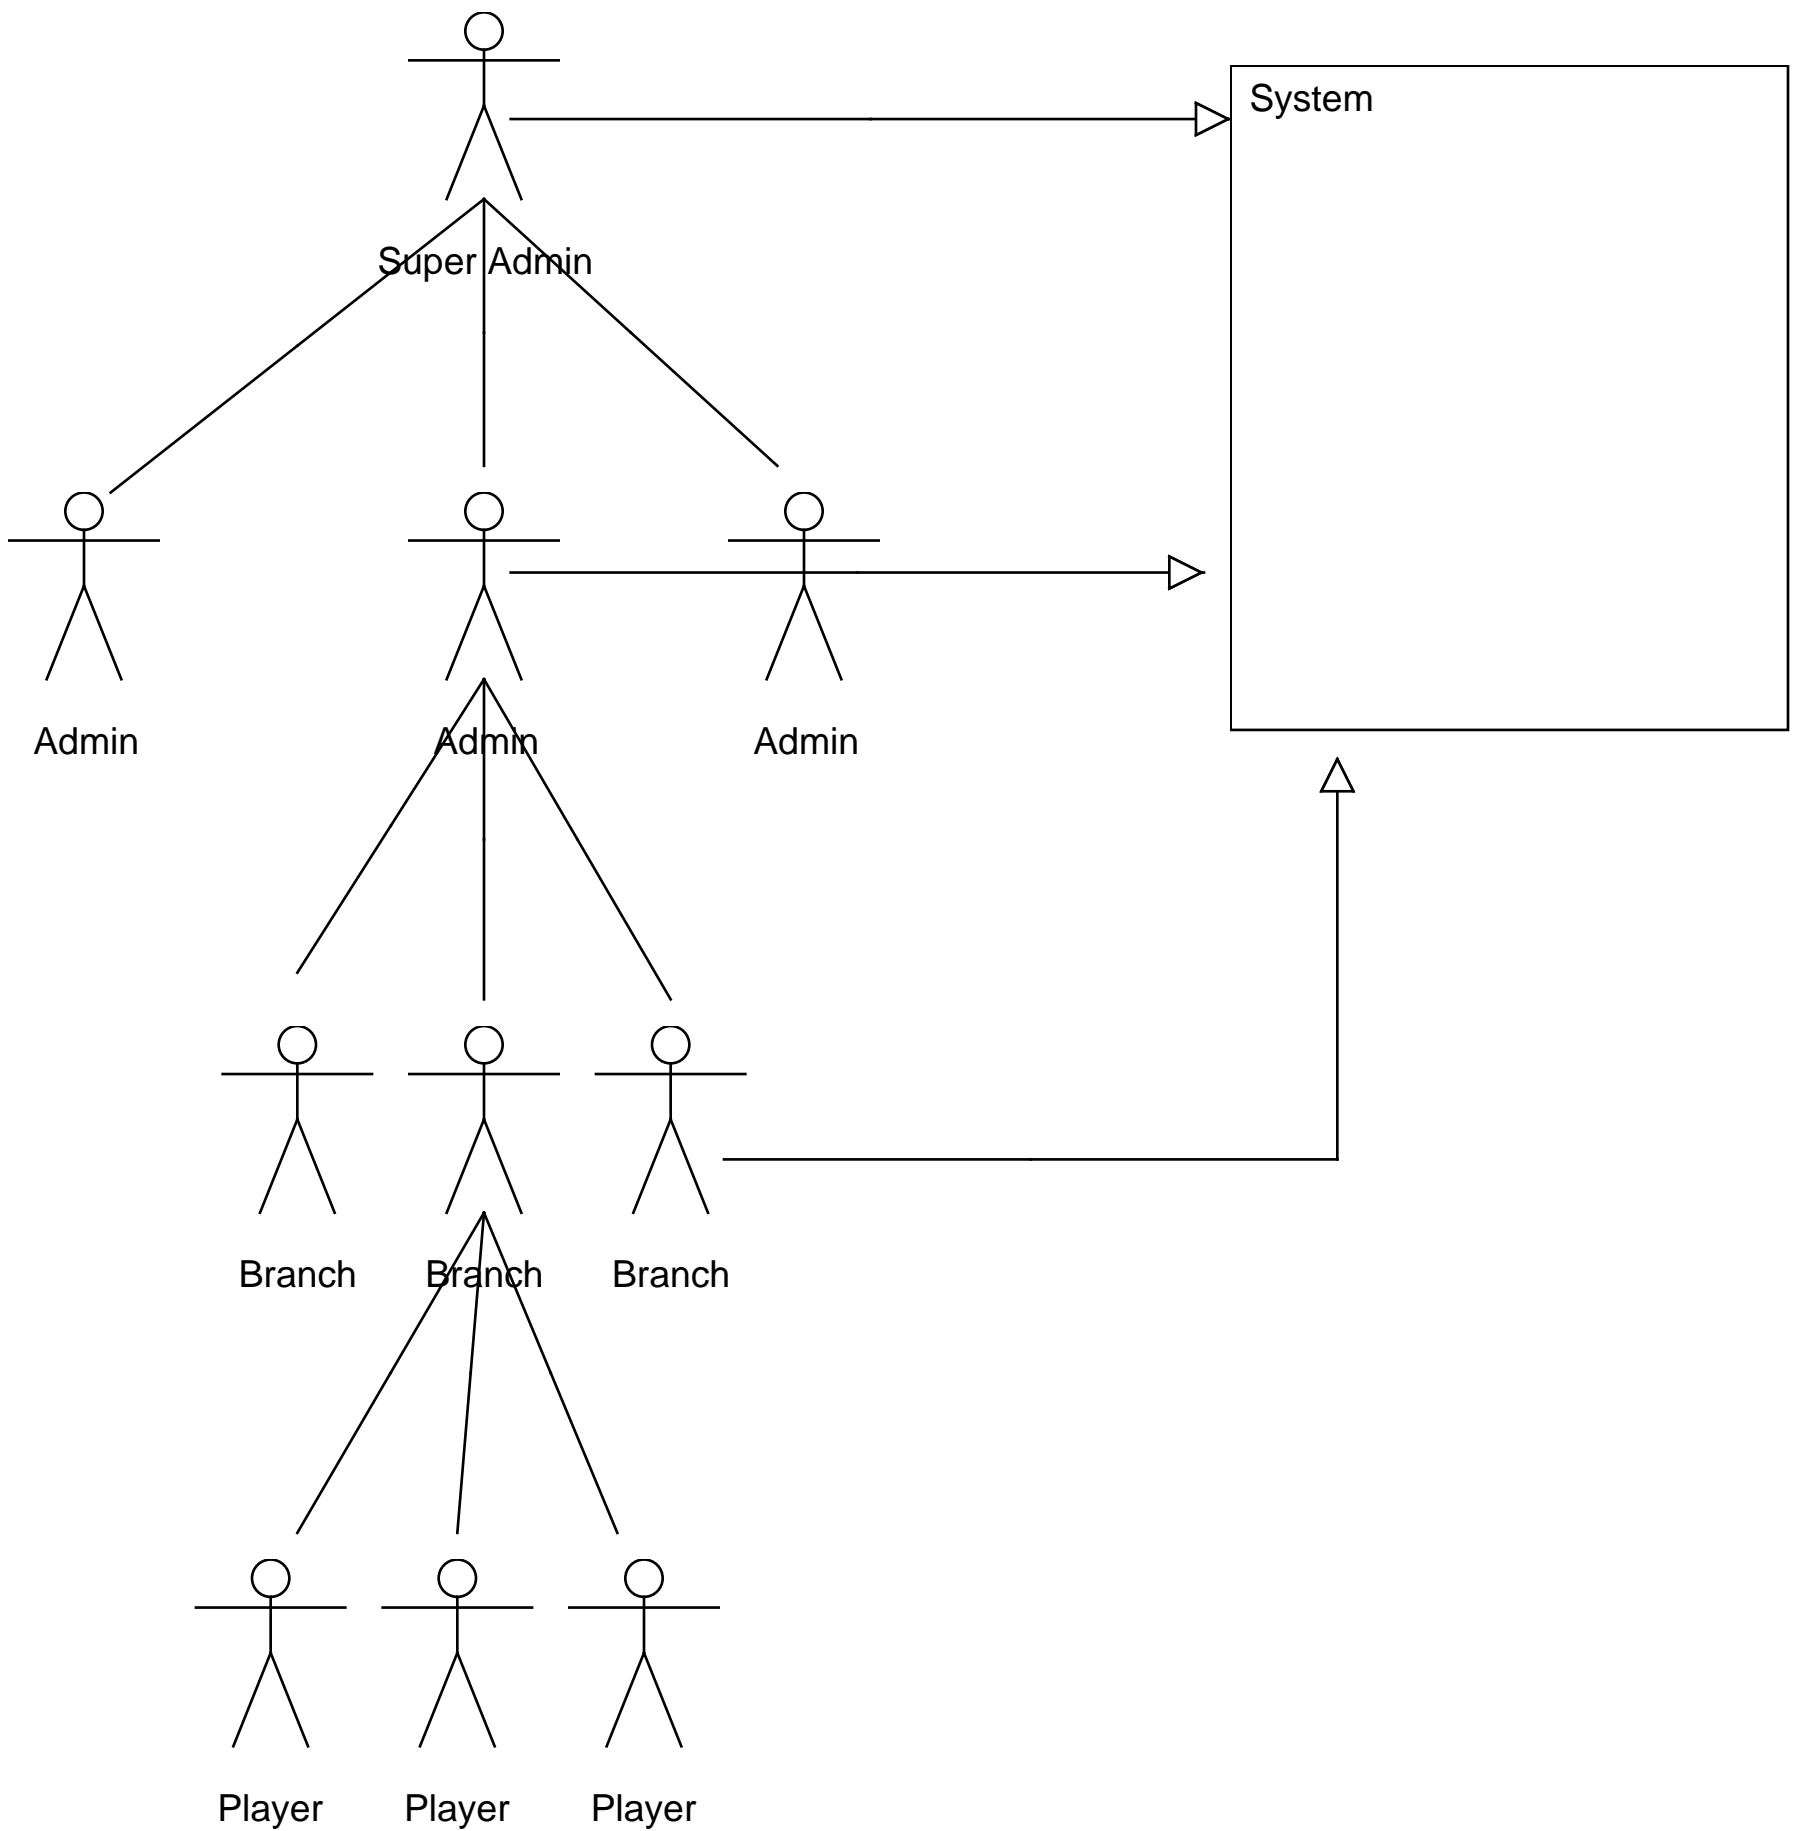 System
Super Admin
Admin
Admin
Admin
Branch
Branch
Branch
Player
Player
Player